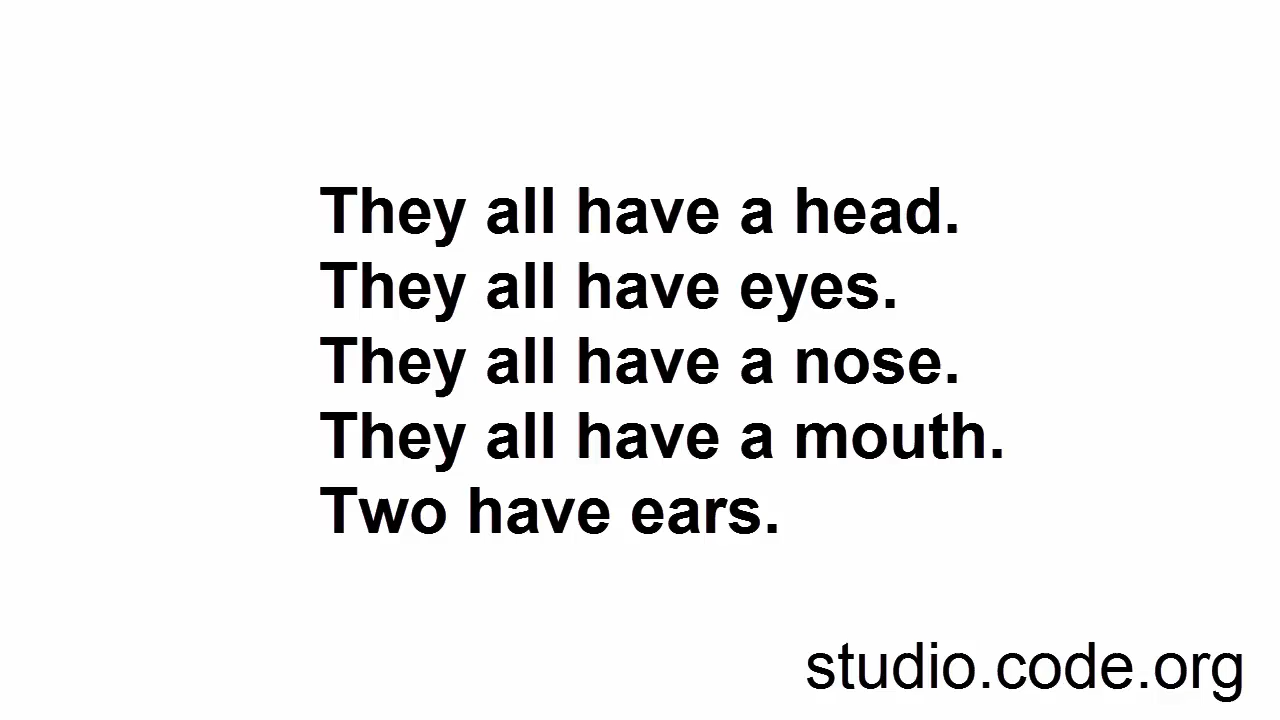 They all have a head.
They all have eyes.
They all have a nose.
They all have a mouth.
Two have ears.
studio.code.org